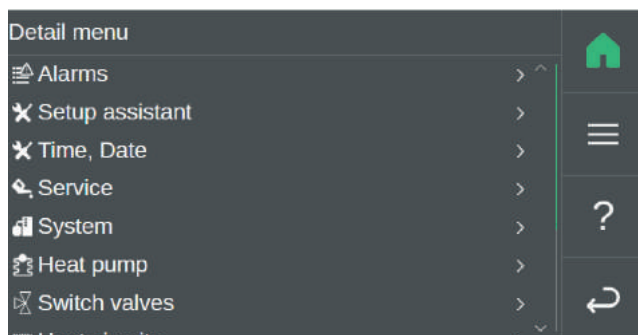 Detail menu
Alarms
Setup assistant
Time, Date
Service
System
Heat pump
Switch valves
?